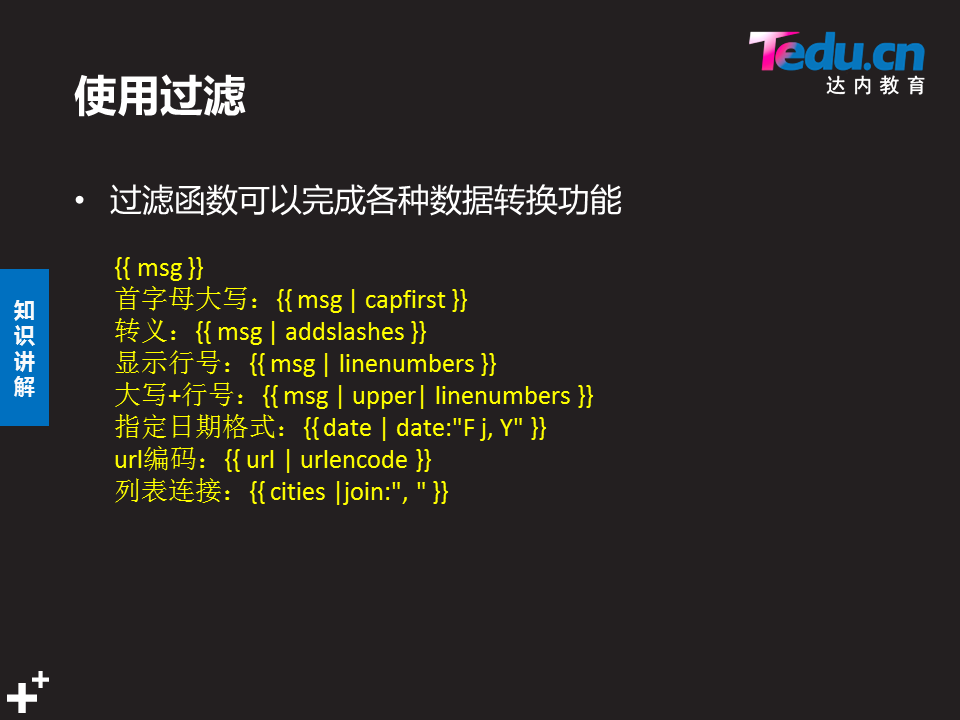 Tedu.cn
达内教育
使用过滤
• 过滤函数可以完成各种数据转换功能
{{ msg }}
首字母大写：{{ msg | capfirst }}
转义：{{ msg | addslashes }}
显示行号：{{ msg | linenumbers }}
大写+行号：{{ msg | upper| linenumbers }}
指定日期格式：{{ date | date:"F j, Y" }}
url编码：{{ url | urlencode }}
列表连接：{{ cities |join:", " }}
知识讲解